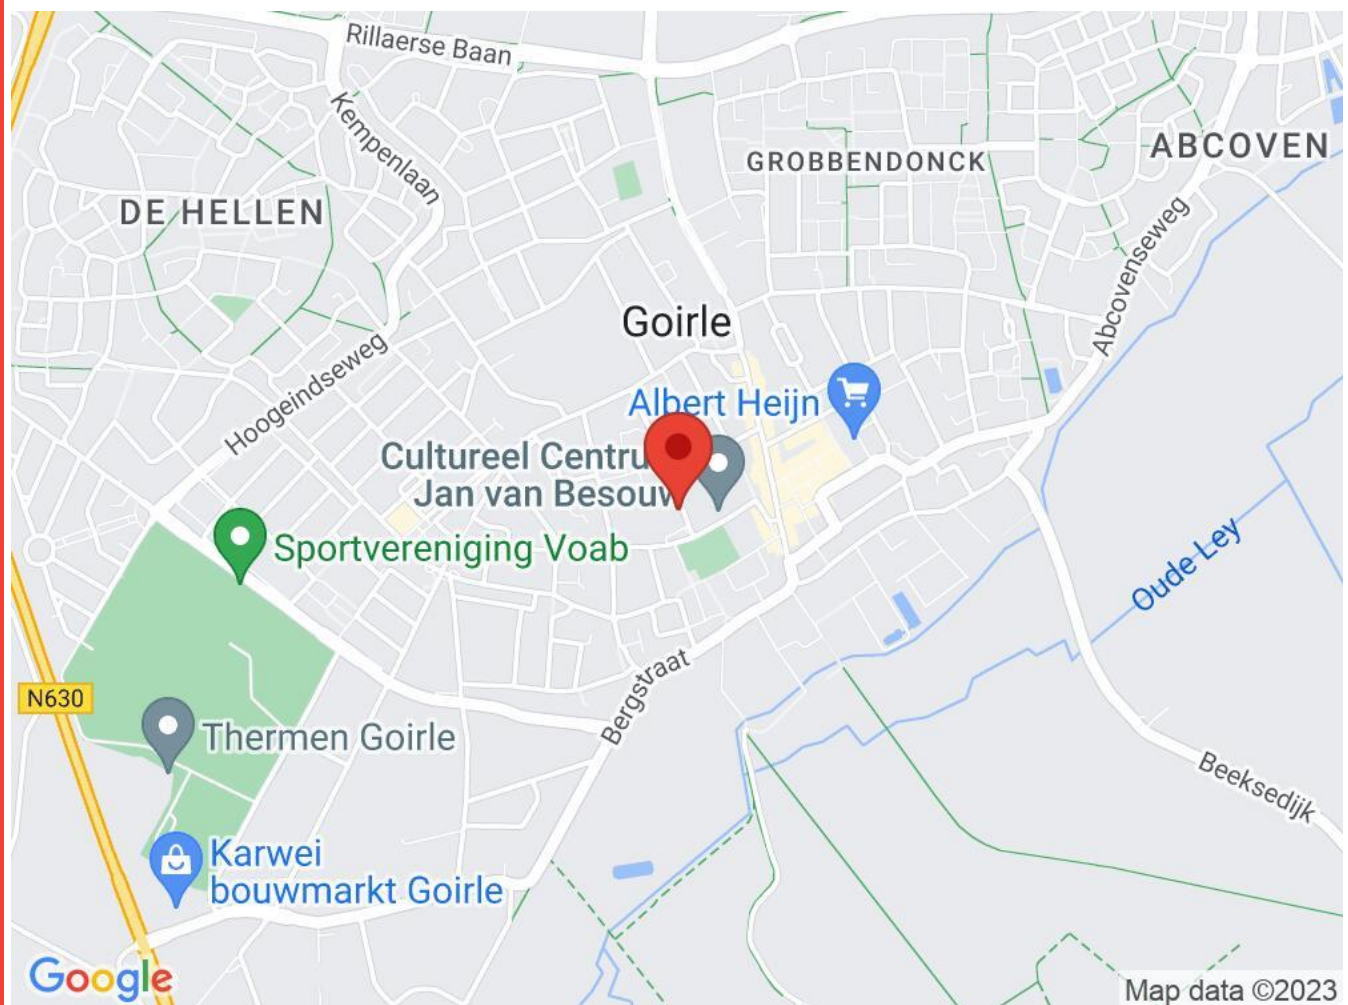 Rillaerse Baan
Kempenlaan
ABCOVEN
GROBBENDONCK
DE HELLEN
Abcovenseweg
Goirle
Hoogeindseweg
Albert Heijn
Cultureel Centru
Jan van Besouw
Sportvereniging Voab
Oude Ley
Bergstraat
N630
Thermen Goirle
Beeksedijk
Karwei
bouwmarkt Goirle
Google
Map data ©2023